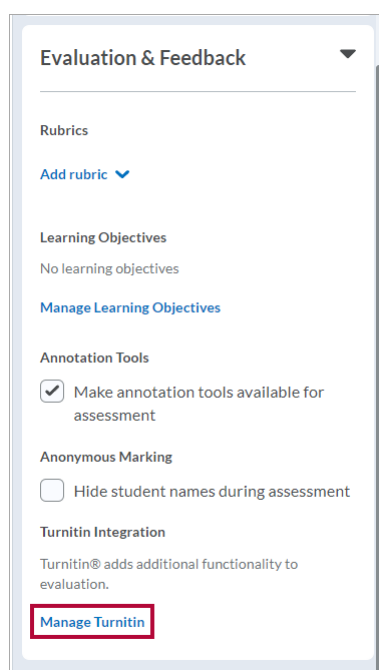 Evaluation & Feedback
Rubrics
Add rubric
Learning Objectives
No learning objectives
Manage Learning Objectives
Annotation Tools
Make annotation tools available for
assessment
Anonymous Marking
Hide student names during assessment
Turnitin Integration
Turnitin® adds additional functionality to
evaluation.
Manage Turnitin